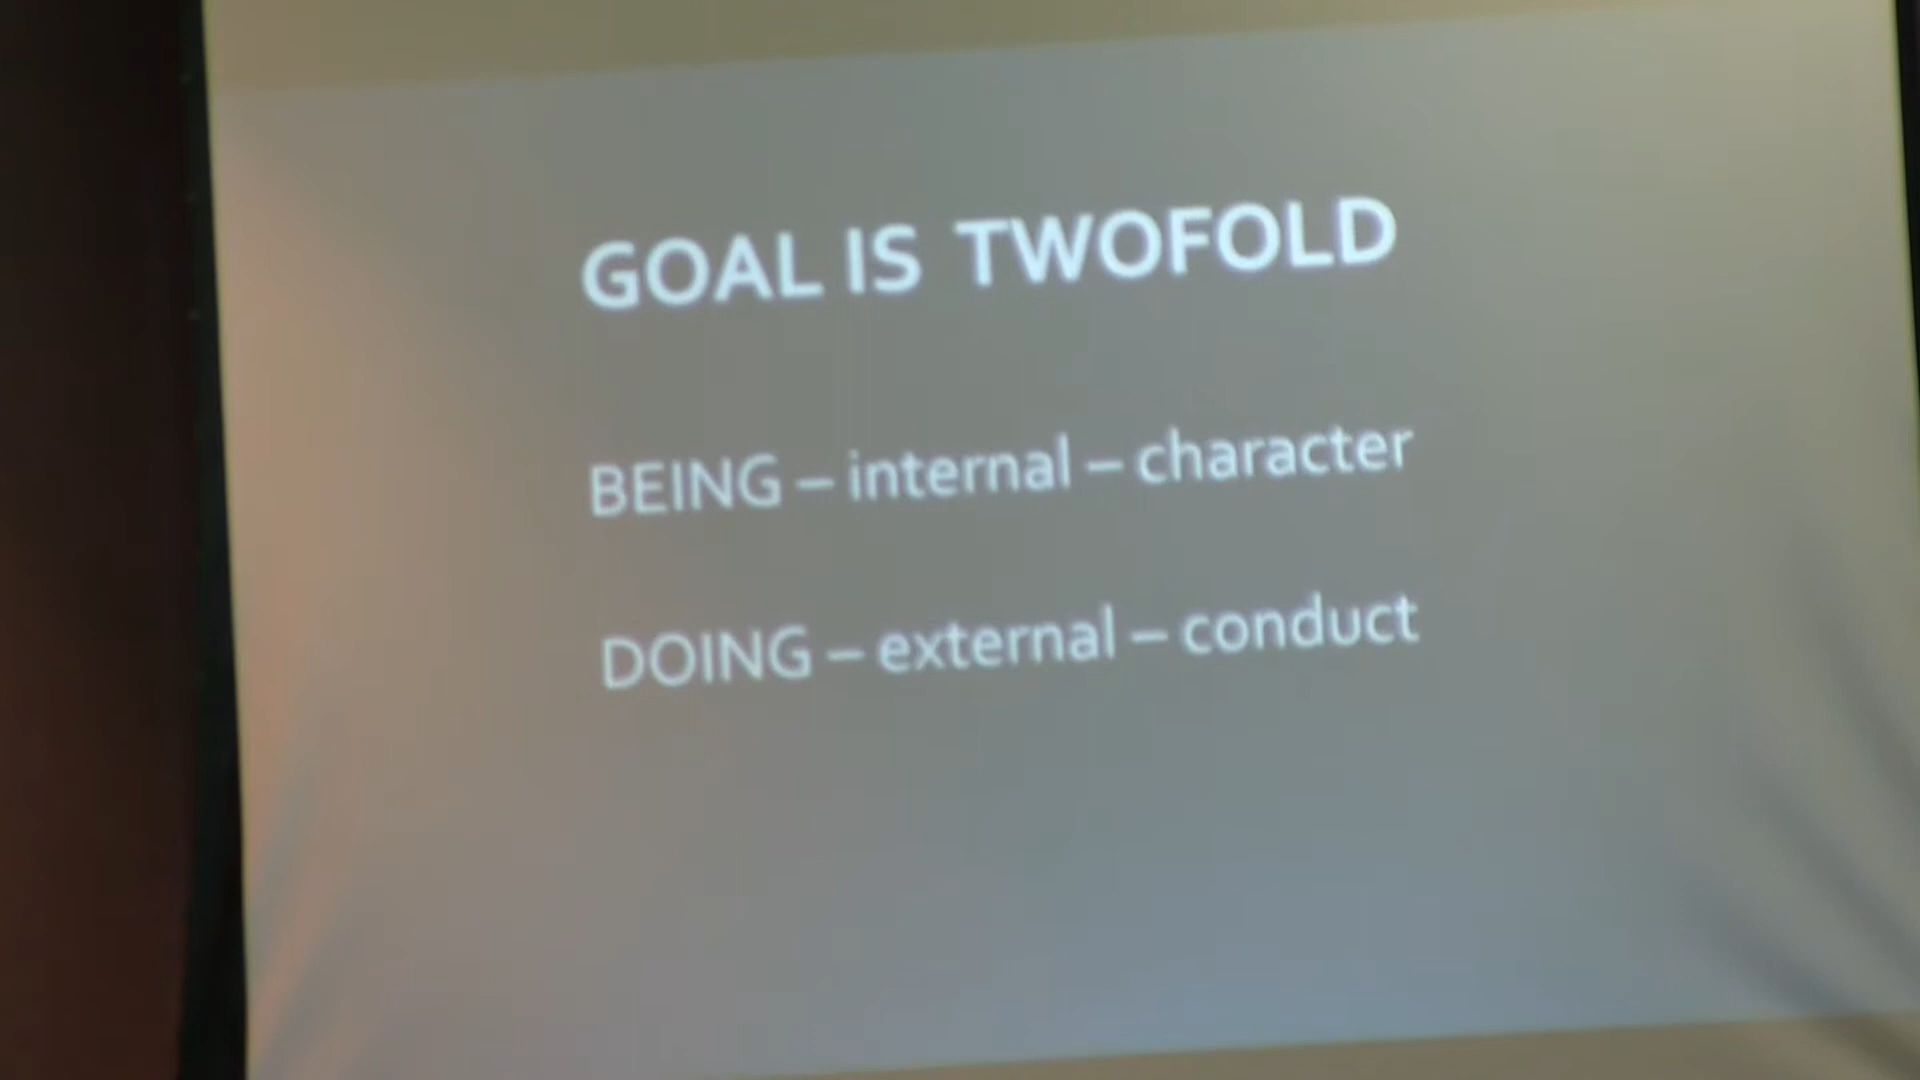 GOAL IS TWOFOLD
BEING – internal – character
DOING – external – conduct